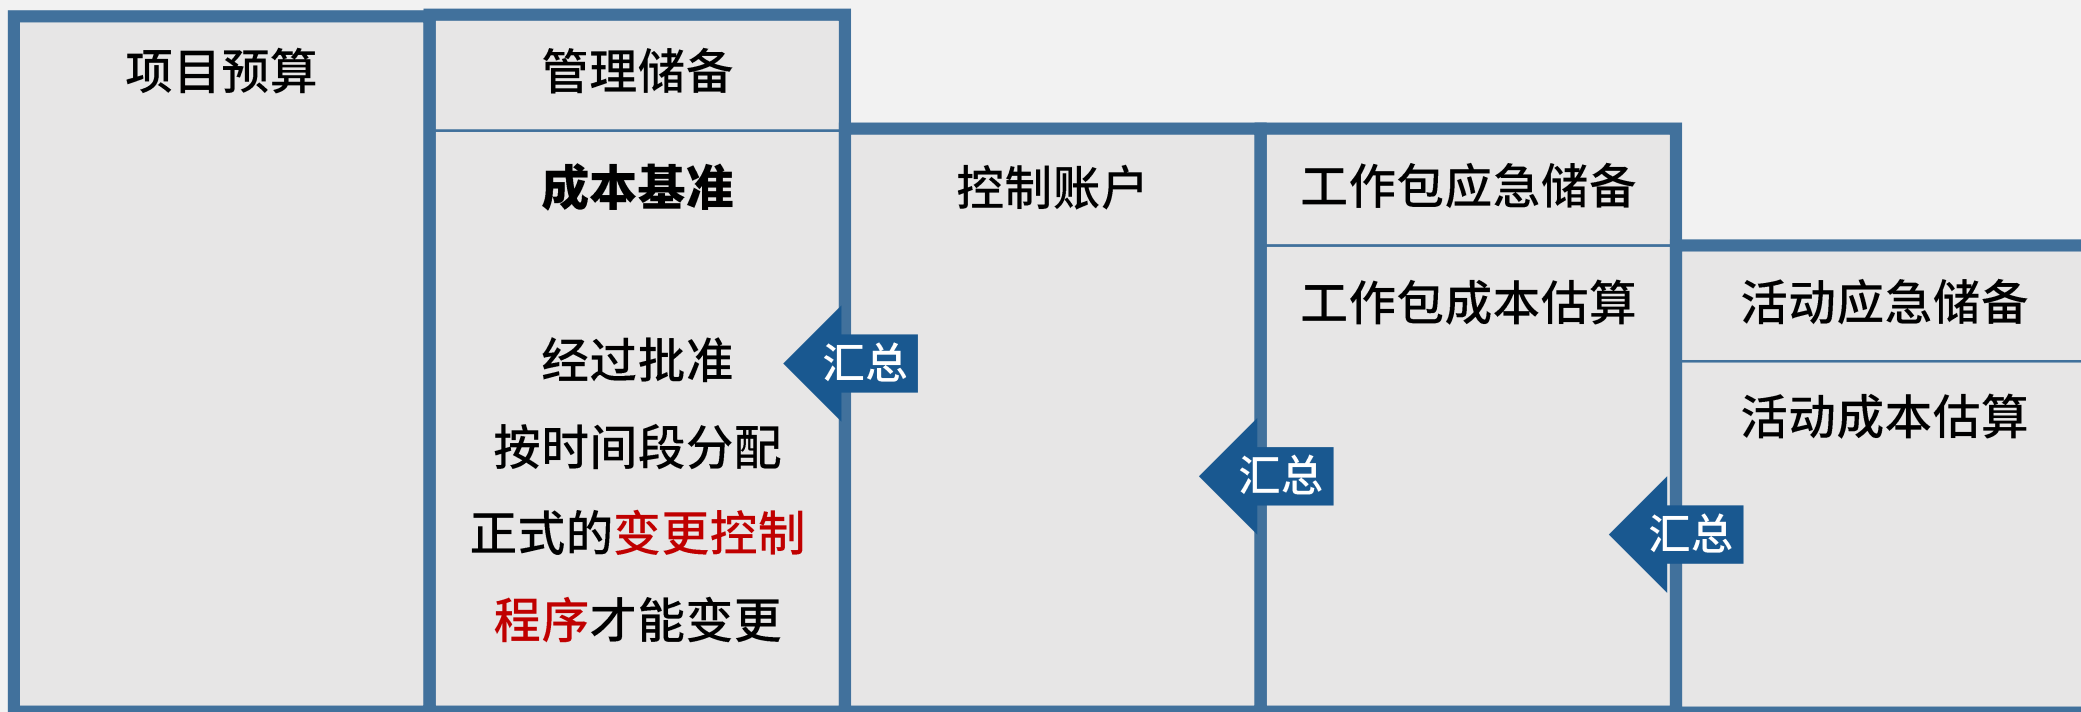 项目预算
管理储备
成本基准
经过批准
按时间段分配
正式的变更控制
程序才能变更
汇总
控制账户
汇总
工作包应急储备
工作包成本估算
汇总
活动应急储备
活动成本估算